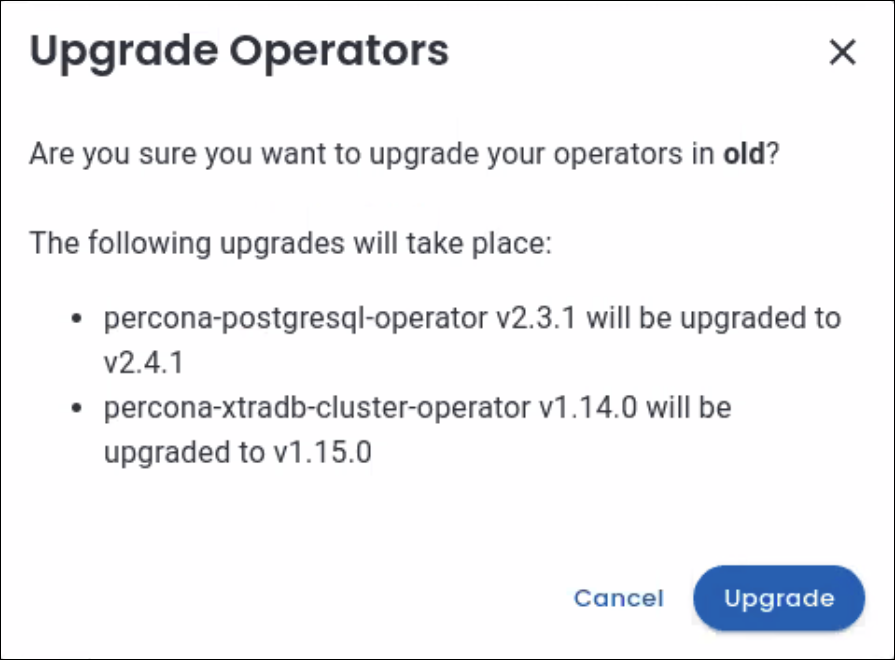 Upgrade Operators
Are you sure you want to upgrade your operators in old?
The following upgrades will take place:
• percona-postgresql-operator v2.3.1 will be upgraded to
v2.4.1
• percona-xtradb-cluster-operator v1.14.0 will be
upgraded to v1.15.0
Cancel Upgrade